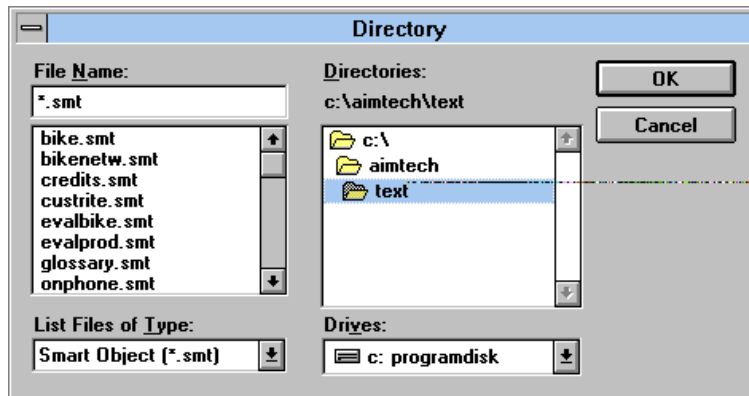 Directory
File Name:
*.smt
bike.smt
bikenetw.smt
credits.smt
custrite.smt
evalbike.smt
evalprod.smt
glossary.smt
onphone.smt
List Files of Type:
Smart Object (*.smt)
Directories:
c:\aimtech\text
c:\
aimtech
text
Drives:
c: programdisk
OK
Cancel